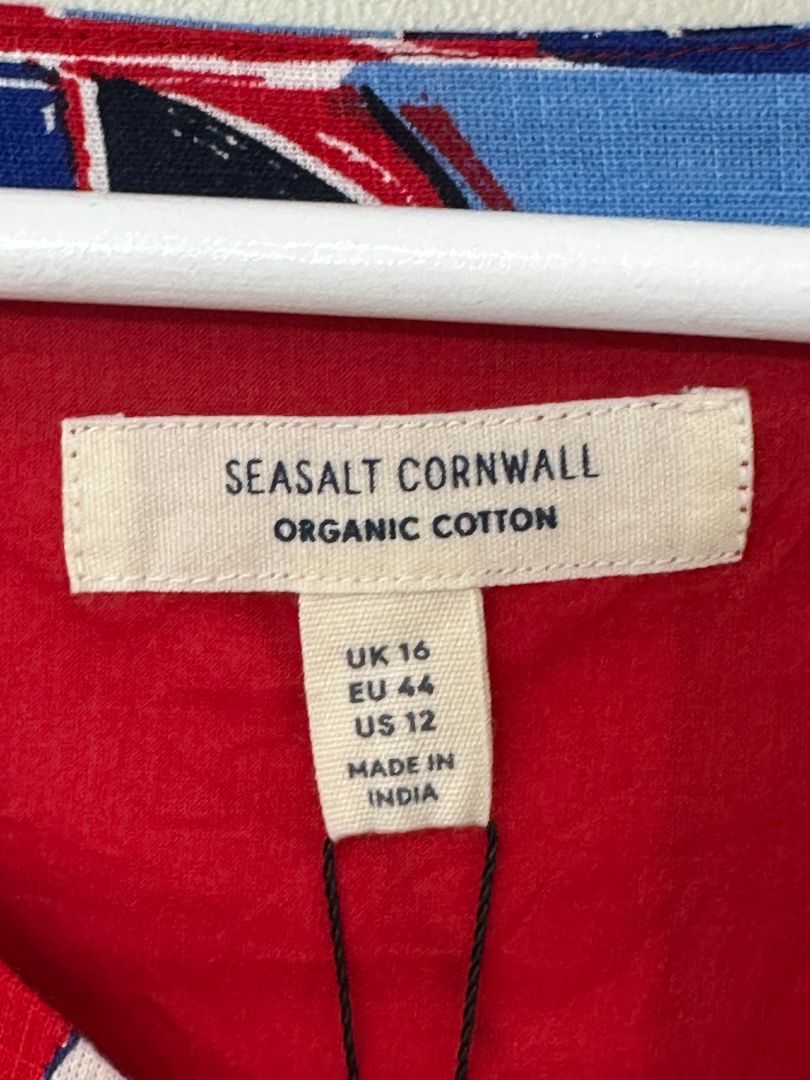 SEASALT CORNWALL
ORGANIC COTTON
UK 16
EU 44
US 12
MADE IN
INDIA